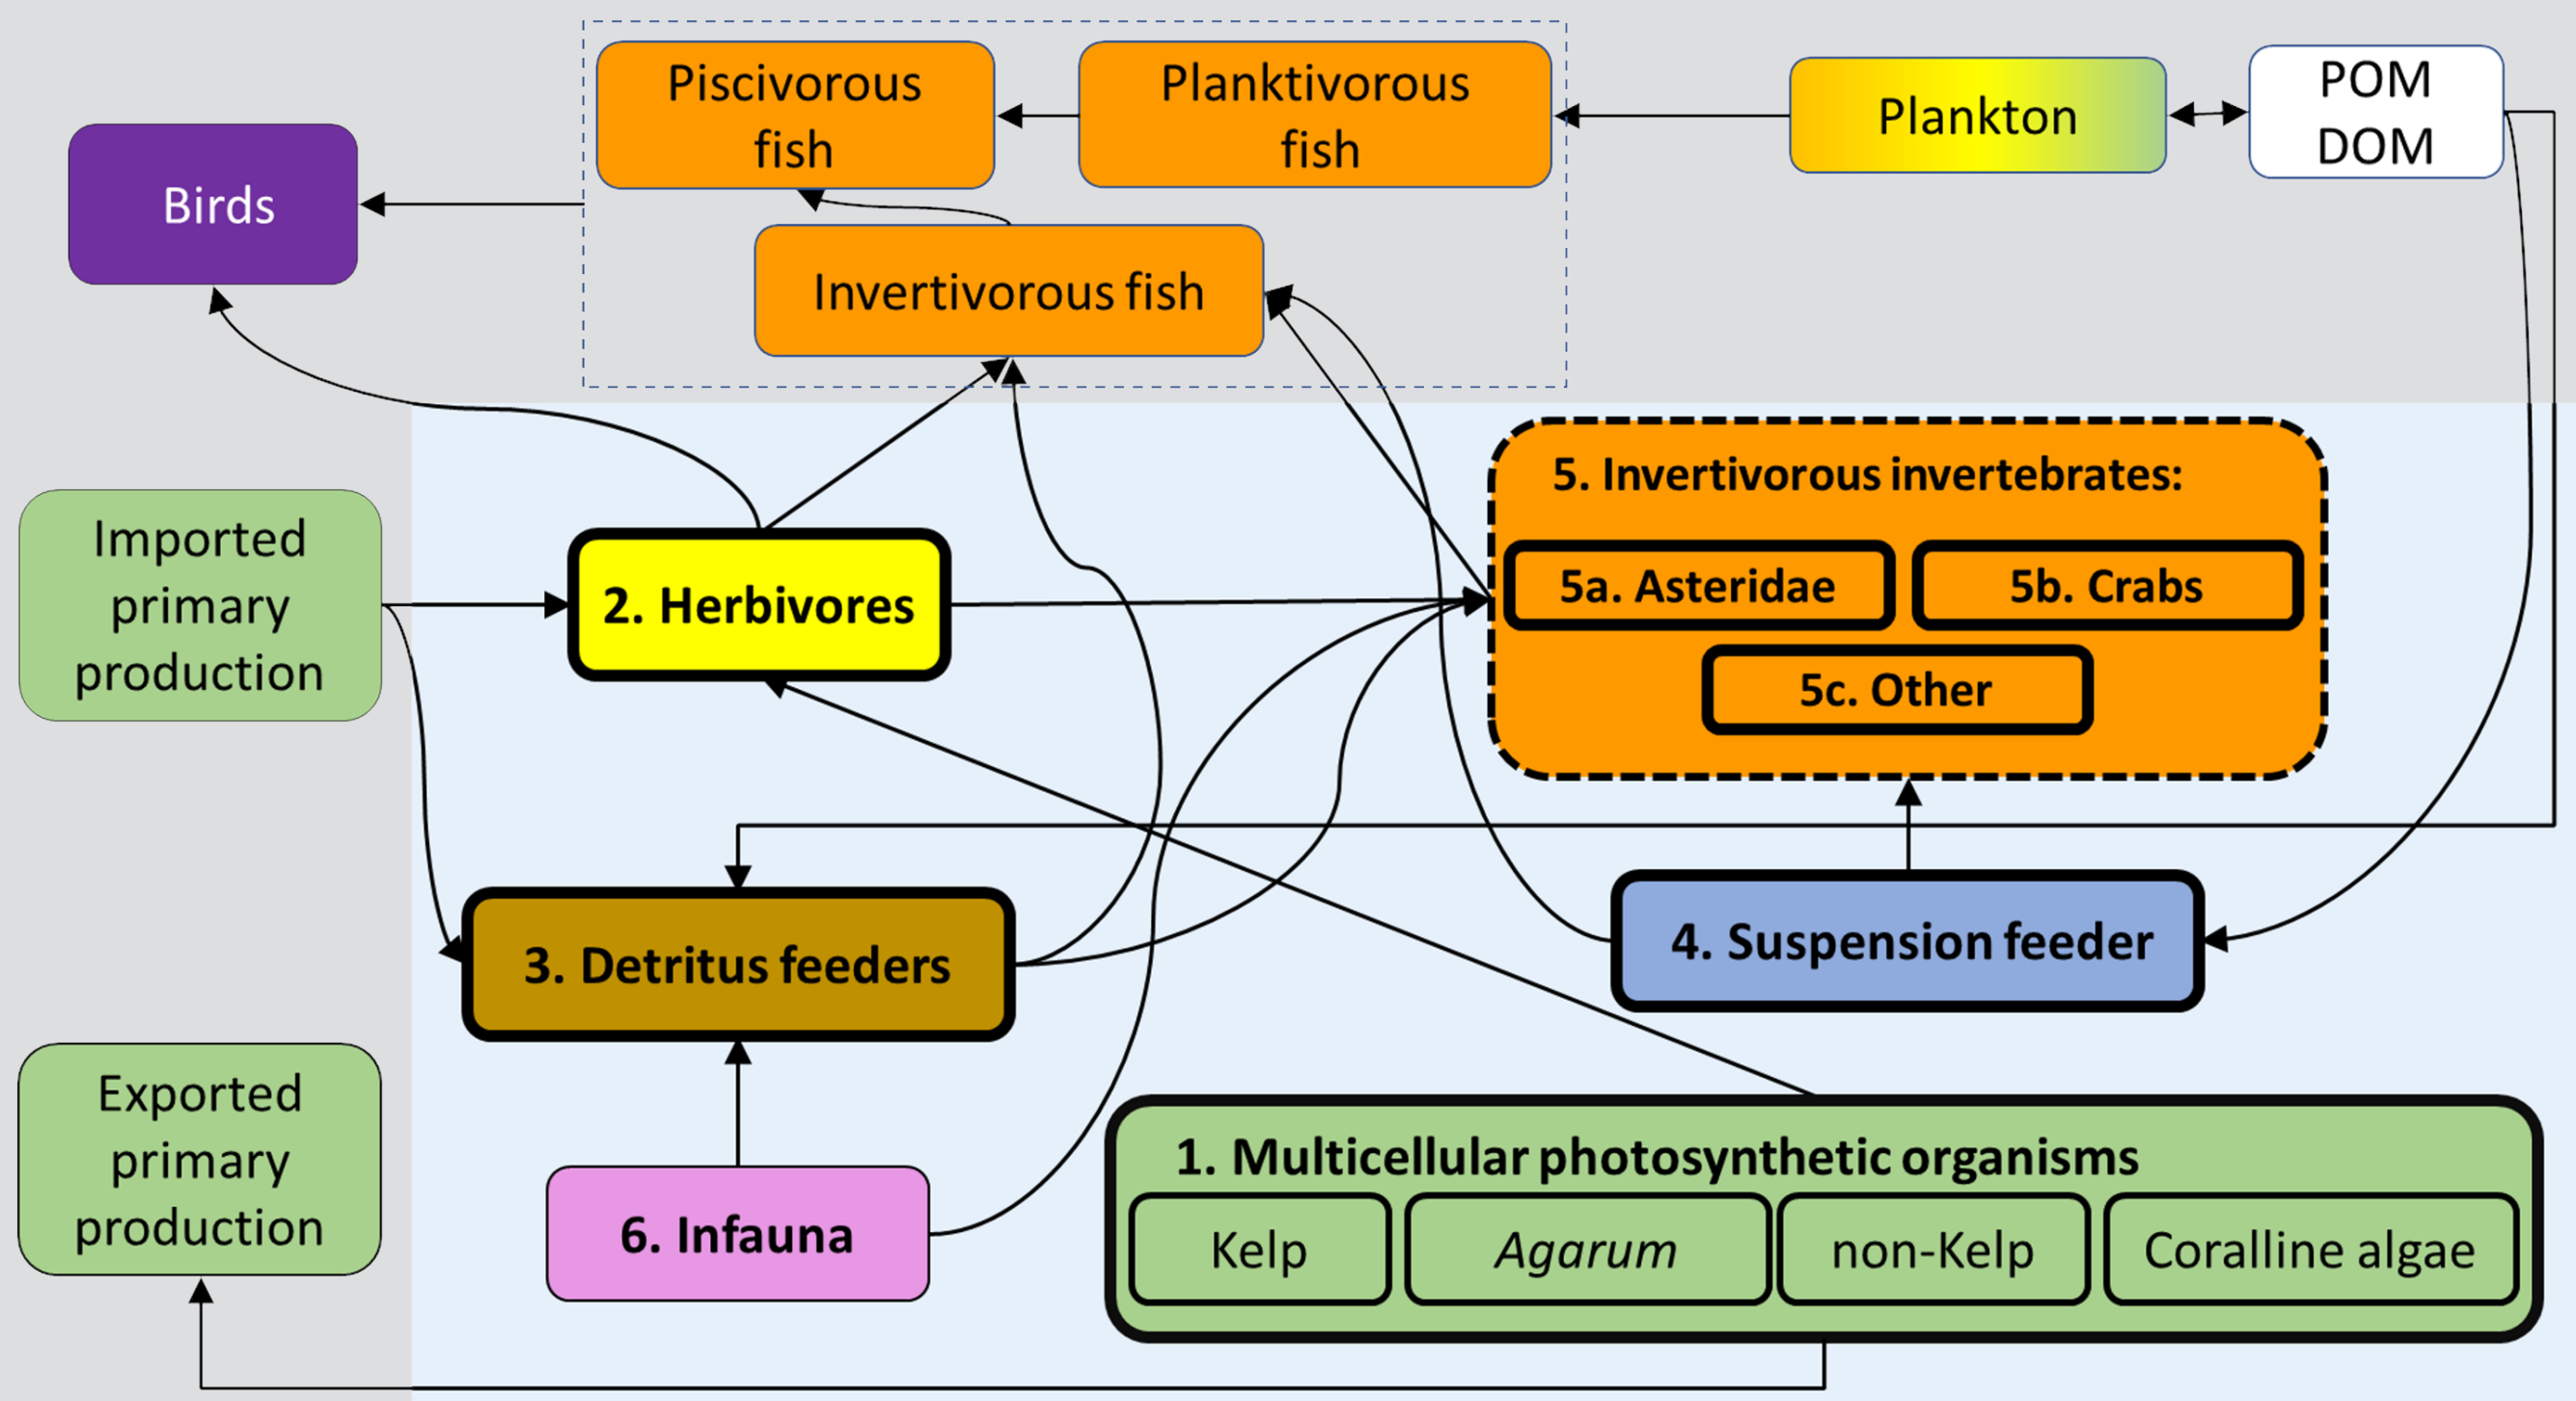 Piscivorous
fish
Planktivorous
fish
Plankton
POM
DOM
Birds
Invertivorous fish
5. Invertivorous invertebrates:
Imported
primary
production
2. Herbivores
5a. Asteridae
5b. Crabs
5c. Other
3. Detritus feeders
4. Suspension feeder
Exported
primary
production
6. Infauna
1. Multicellular photosynthetic organisms
Kelp
Agarum
non-Kelp
Coralline algae